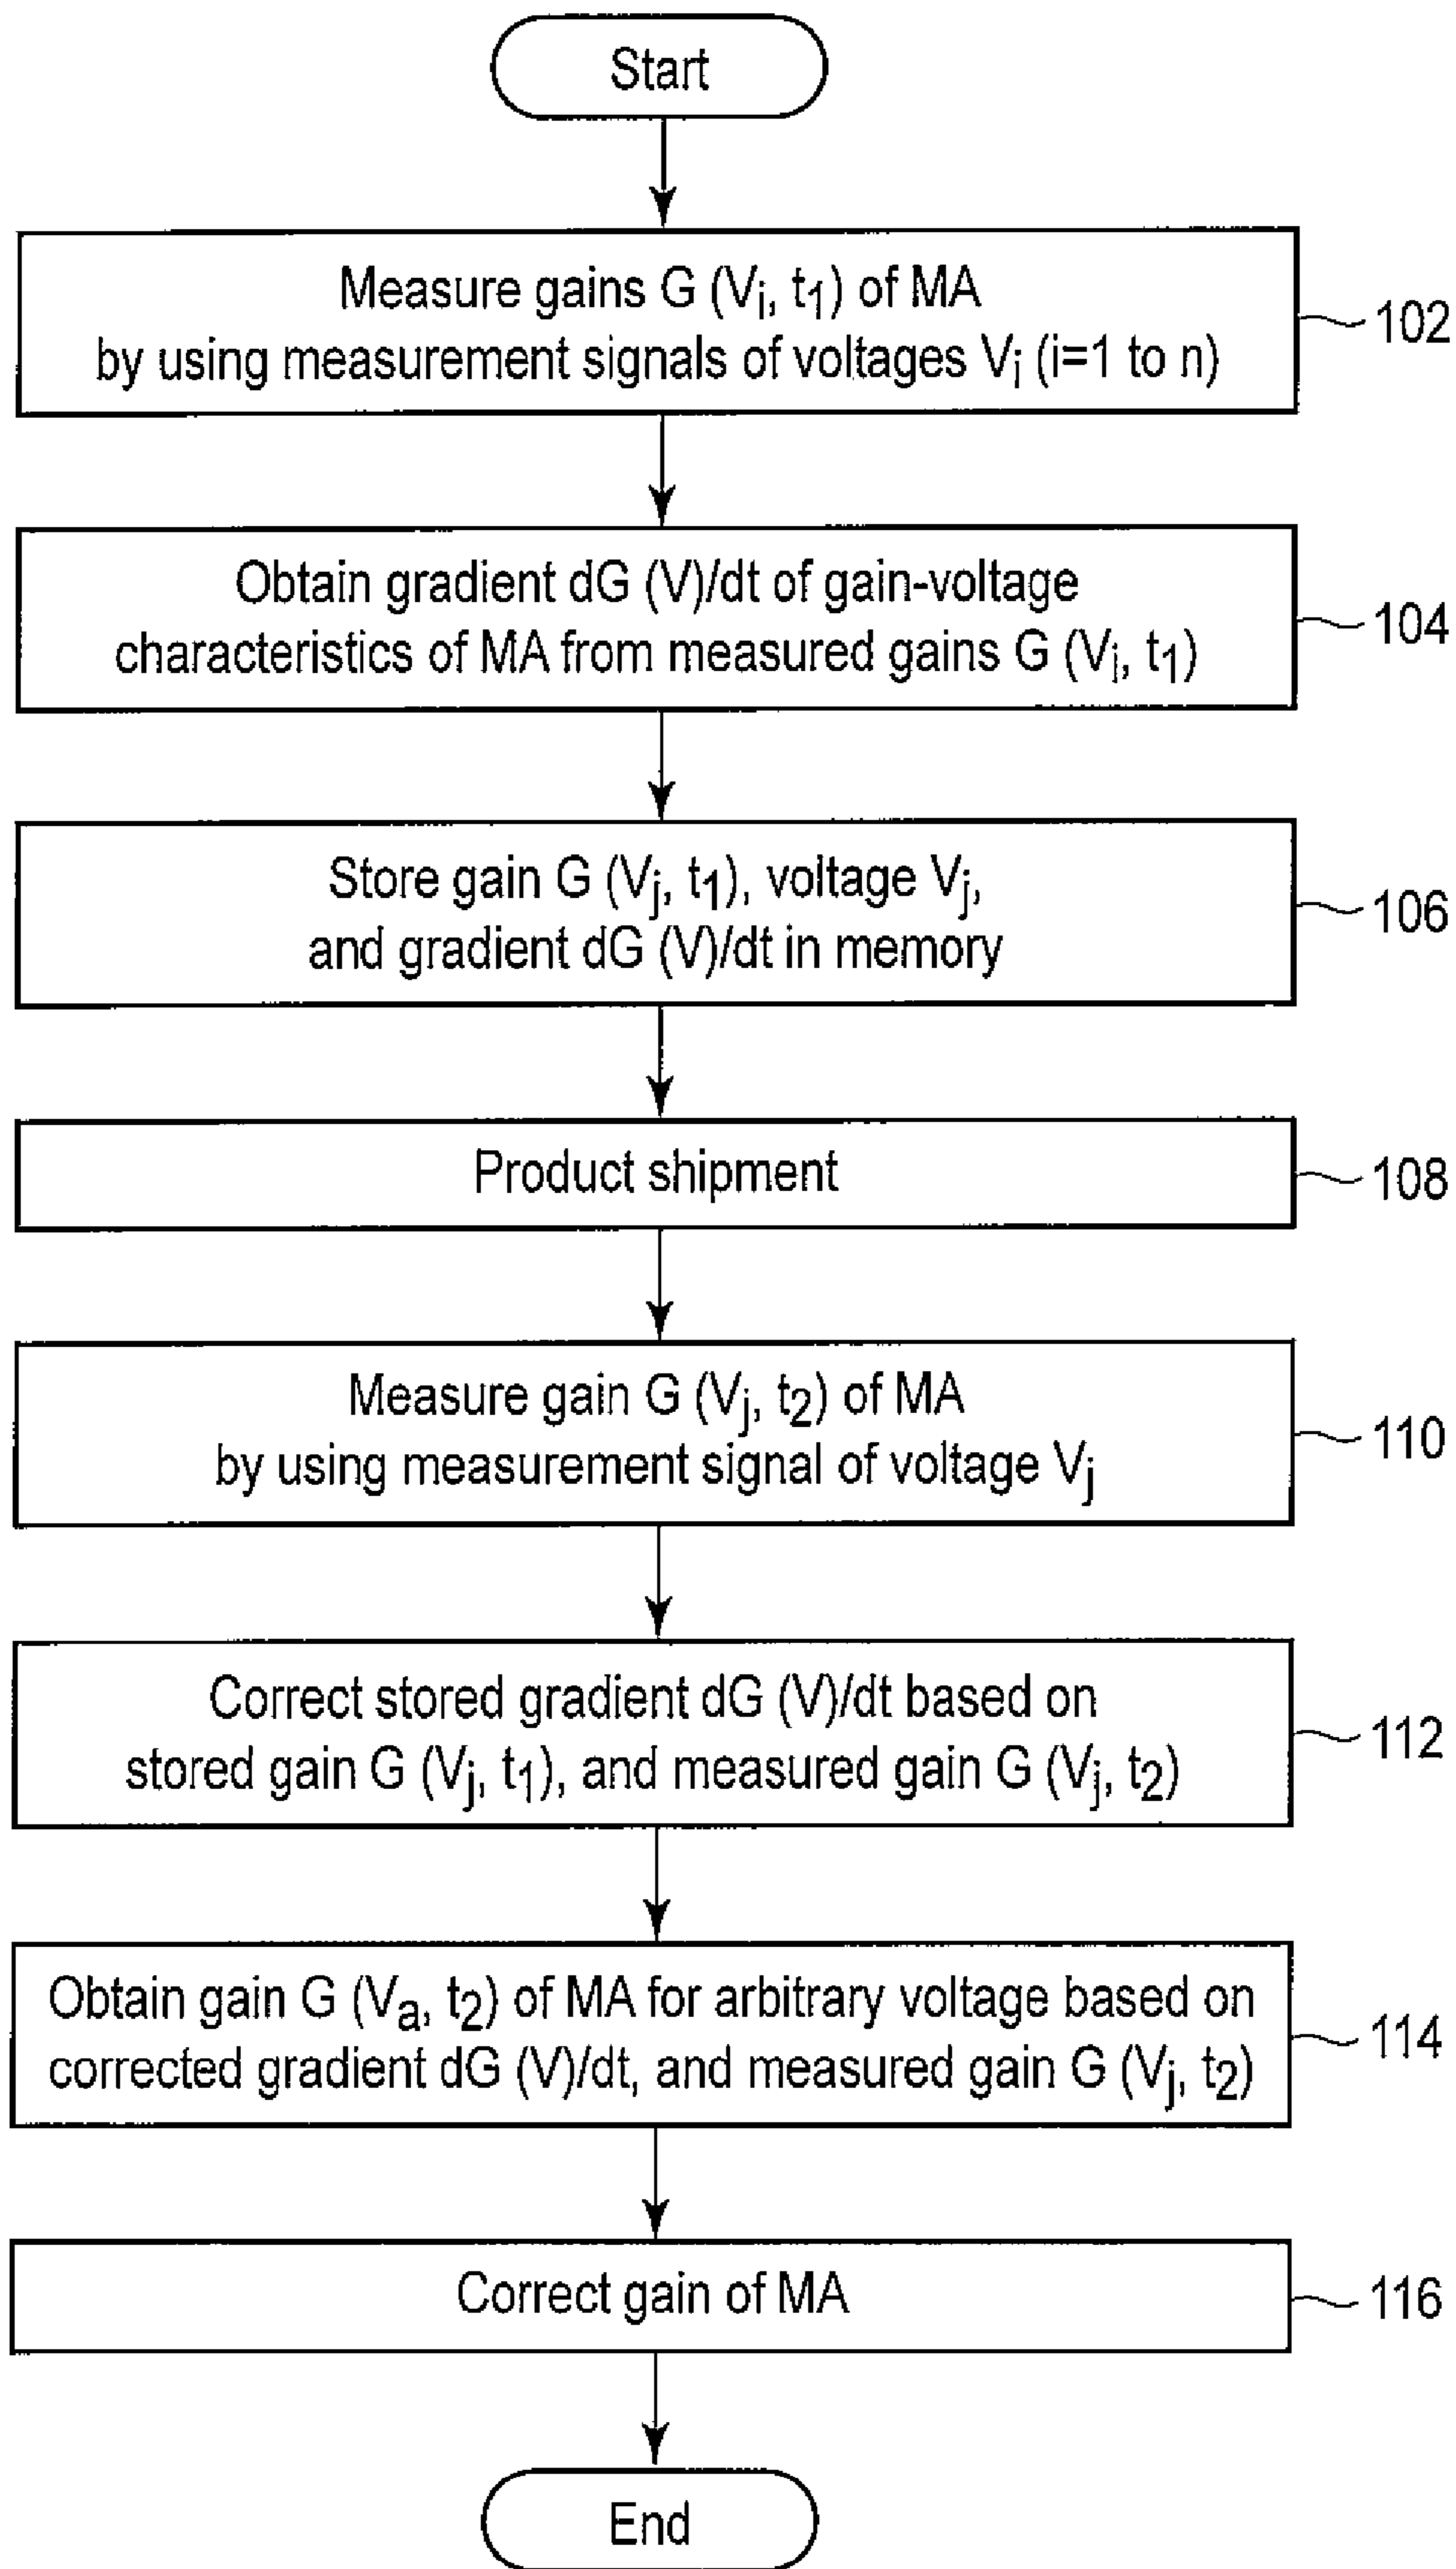 Start
Measure gains G (Vi, t1) of MA
by using measurement signals of voltages Vi (i=1 to n)
102
Obtain gradient dG (V)/dt of gain-voltage
characteristics of MA from measured gains G (Vi, t1)
104
Store gain G (Vj, t1), voltage Vj,
and gradient dG (V)/dt in memory
106
Product shipment
108
Measure gain G (Vj, t2) of MA
by using measurement signal of voltage Vj
110
Correct stored gradient dG (V)/dt based on
stored gain G (Vj, t1), and measured gain G (Vj, t2)
112
Obtain gain G (Va, t2) of MA for arbitrary voltage based on
corrected gradient dG (V)/dt, and measured gain G (Vj, t2)
114
Correct gain of MA
116
End